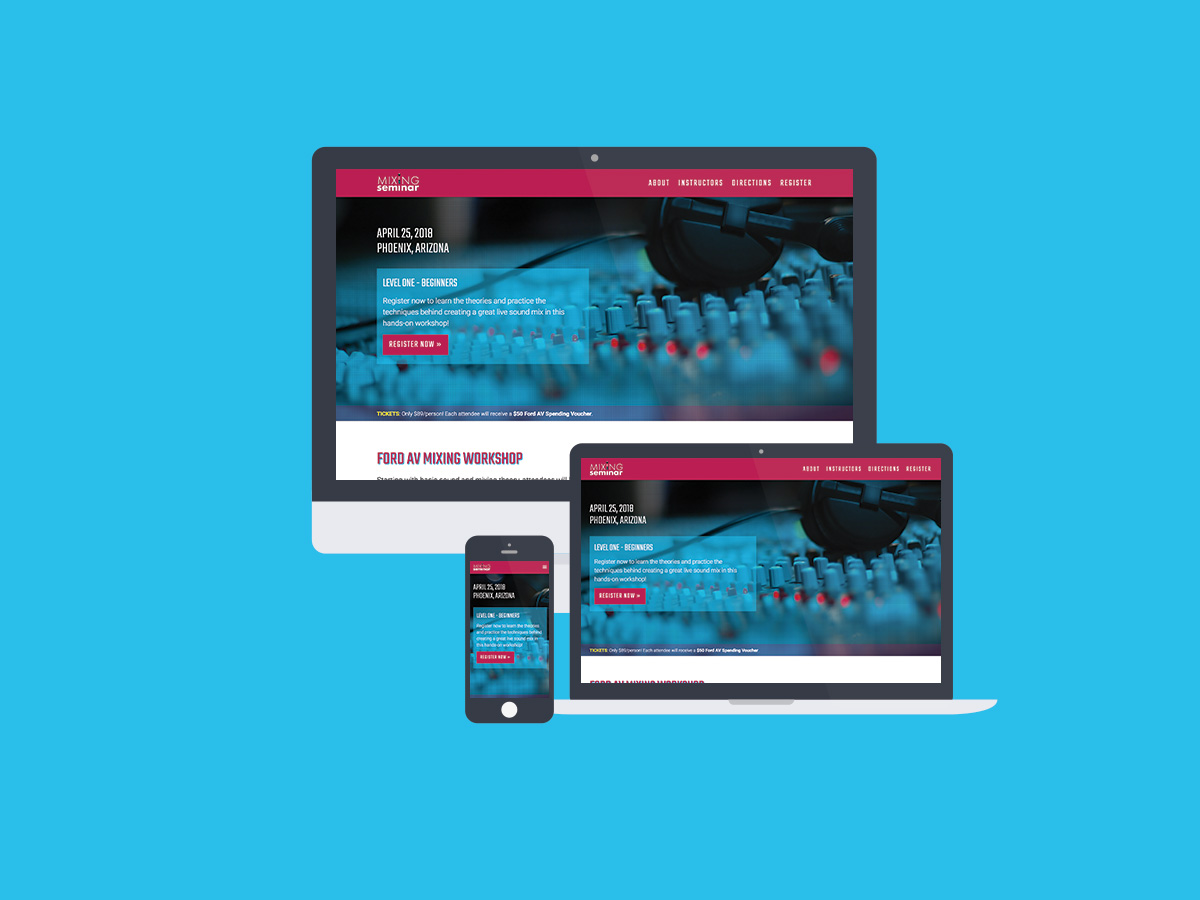 MIXING
seminar
ABOUT INSTRUCTORS DIRECTIONS REGISTER
APRIL 25, 2018
PHOENIX, ARIZONA
LEVEL ONE - BEGINNERS
Register now to learn the theories and practice the
techniques behind creating a great live sound mix in this
hands-on workshop!
REGISTER NOW »
TICKETS: Only $89/person! Each attendee will receive a $50 Ford AV Spending Voucher.
FORD AV MIXING WORKSHOP
Starting with basic sound and mixing theory, attendees will
MIXING
seminar
ABOUT INSTRUCTORS DIRECTIONS REGISTER
APRIL 25, 2018
PHOENIX, ARIZONA
LEVEL ONE - BEGINNERS
Register now to learn the theories and practice the
techniques behind creating a great live sound mix in this
hands-on workshop!
REGISTER NOW »
TICKETS: Only $89/person! Each attendee will receive a $50 Ford AV Spending Voucher.
FORD AV MIXING WORKSHOP
MIXING
seminar
APRIL 25, 2018
PHOENIX, ARIZONA
LEVEL ONE - BEGINNERS
Register now to learn the theories
and practice the techniques behind
creating a great live sound mix in
this hands-on workshop!
REGISTER NOW »